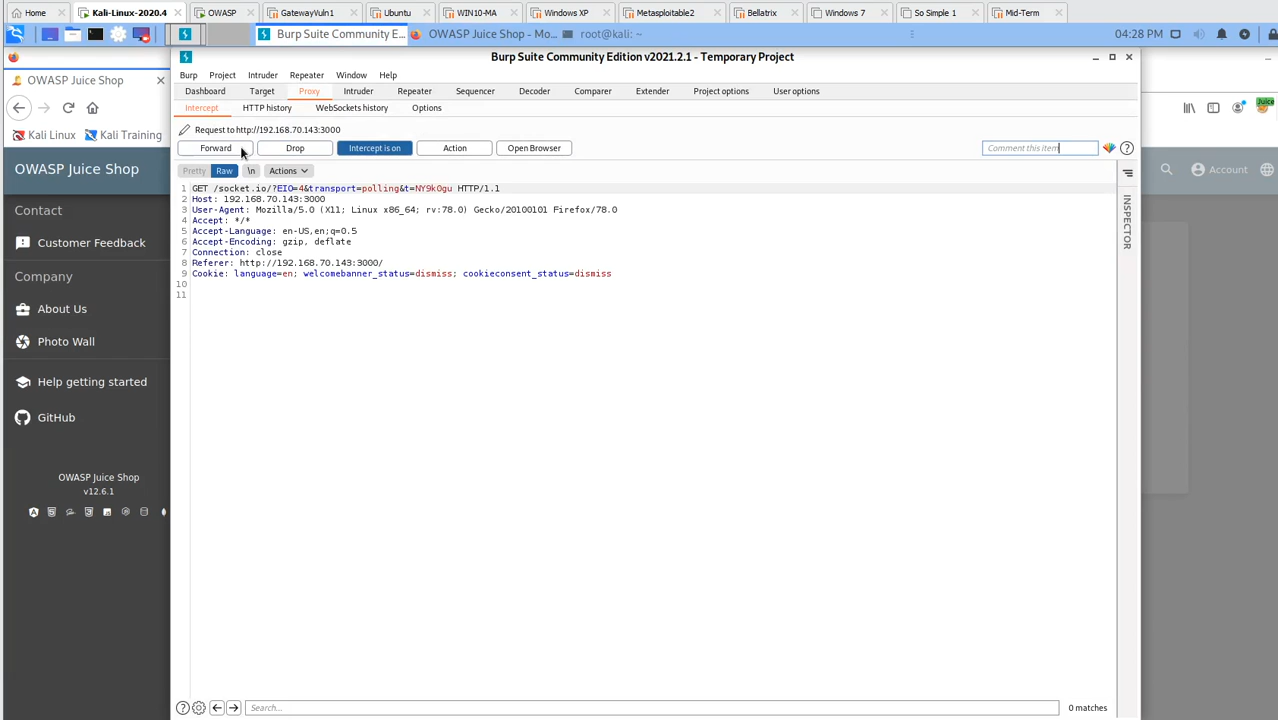 Home Kali-Linux-2020.4 OWASP GatewayVuln1 Ubuntu WIN10-MA Windows XP Metasploitable2 Bellatrix Windows 7 So Simple 1 Mid-Term
Burp Suite Community E... OWASP Juice Shop - Mo... root@kali: ~ 04:28 PM
Burp Suite Community Edition v2021.2.1 - Temporary Project
Burp Project Intruder Repeater Window Help
OWASP Juice Shop
Dashboard Target Proxy Intruder Repeater Sequencer Decoder Comparer Extender Project options User options
Intercept HTTP history WebSockets history Options
Juice
Kali Linux Kali Training
Request to http://192.168.70.143:3000
Forward Drop Intercept is on Action Open Browser Comment this item
OWASP Juice Shop
Account
Pretty Raw \n Actions
INSPECTOR
1 GET /socket.io/?EIO=4&transport=polling&t=NY9kOgu HTTP/1.1
2 Host: 192.168.70.143:3000
3 User-Agent: Mozilla/5.0 (X11; Linux x86_64; rv:78.0) Gecko/20100101 Firefox/78.0
4 Accept: */*
5 Accept-Language: en-US,en;q=0.5
6 Accept-Encoding: gzip, deflate
7 Connection: close
8 Referer: http://192.168.70.143:3000/
9 Cookie: language=en; welcomebanner_status=dismiss; cookieconsent_status=dismiss
10
11
Contact
Customer Feedback
Company
About Us
Photo Wall
Help getting started
GitHub
OWASP Juice Shop
v12.6.1
Search... 0 matches